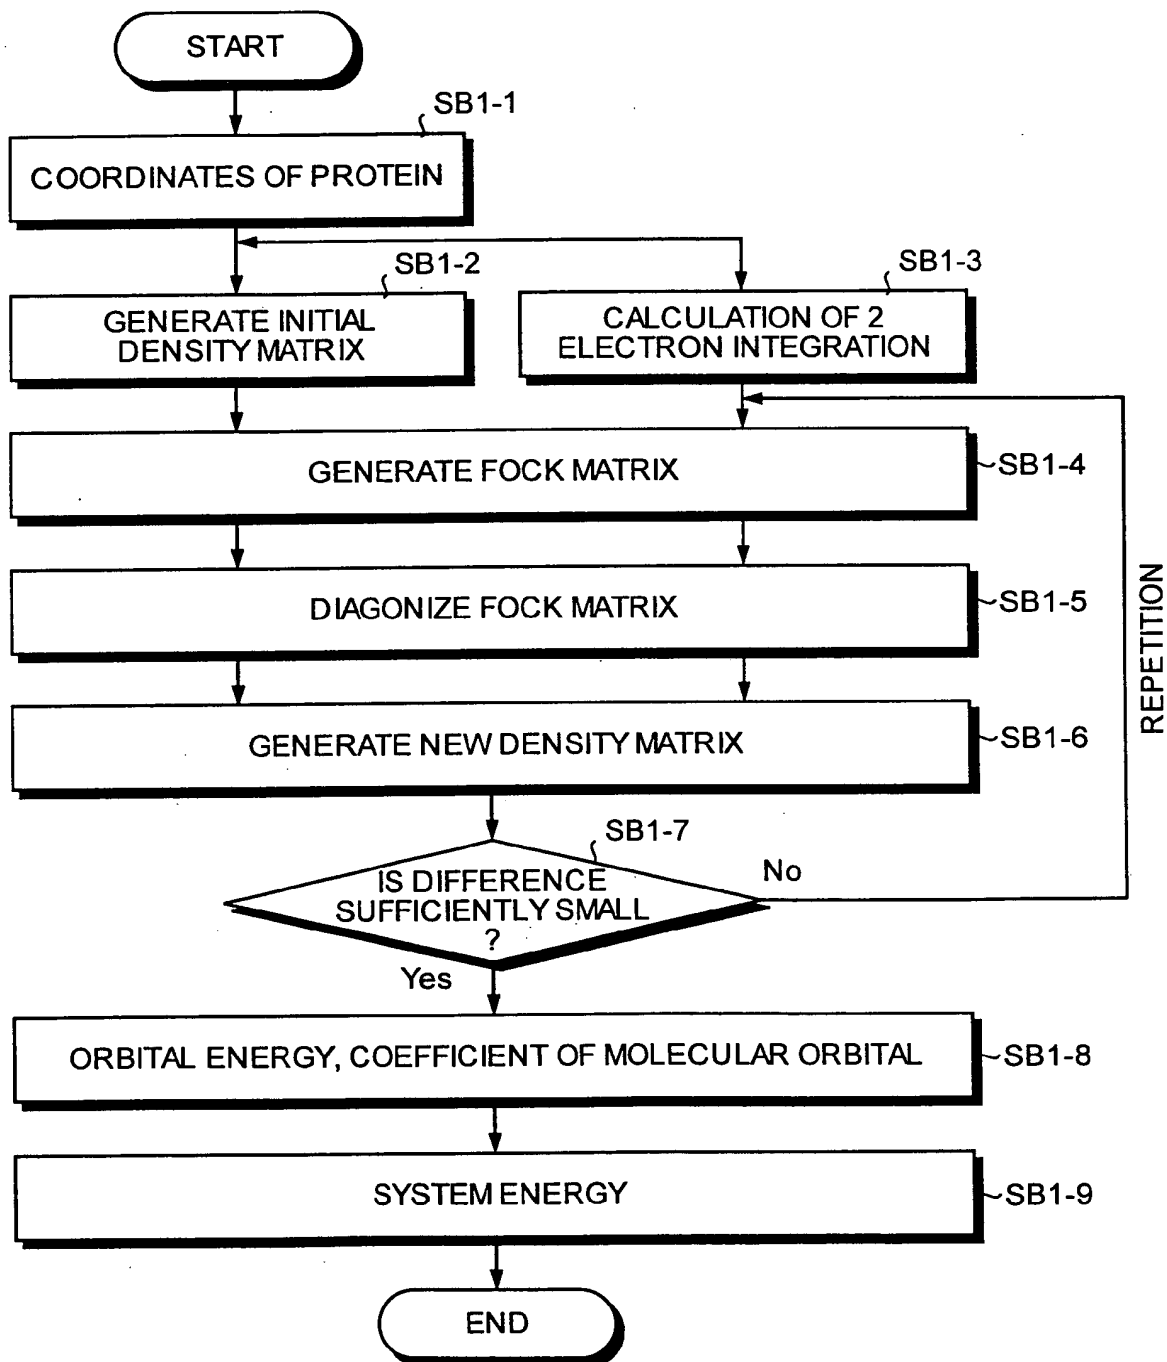 START
SB1-1
COORDINATES OF PROTEIN
SB1-2
SB1-3
GENERATE INITIAL
DENSITY MATRIX
CALCULATION OF 2
ELECTRON INTEGRATION
GENERATE FOCK MATRIX
SB1-4
DIAGONIZE FOCK MATRIX
SB1-5
REPETITION
GENERATE NEW DENSITY MATRIX
SB1-6
SB1-7
IS DIFFERENCE
SUFFICIENTLY SMALL
?
No
Yes
ORBITAL ENERGY, COEFFICIENT OF MOLECULAR ORBITAL
SB1-8
SYSTEM ENERGY
SB1-9
END